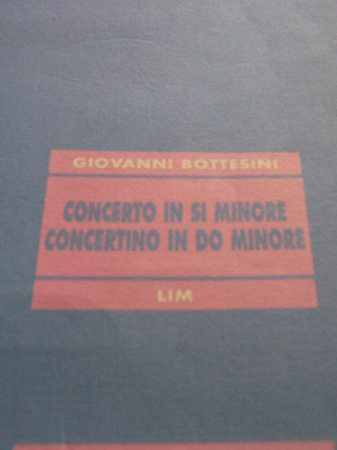 GIOVANNI BOTTESINI
CONCERTO IN SI MINORE
CONCERTINO IN DO MINORE
LIM